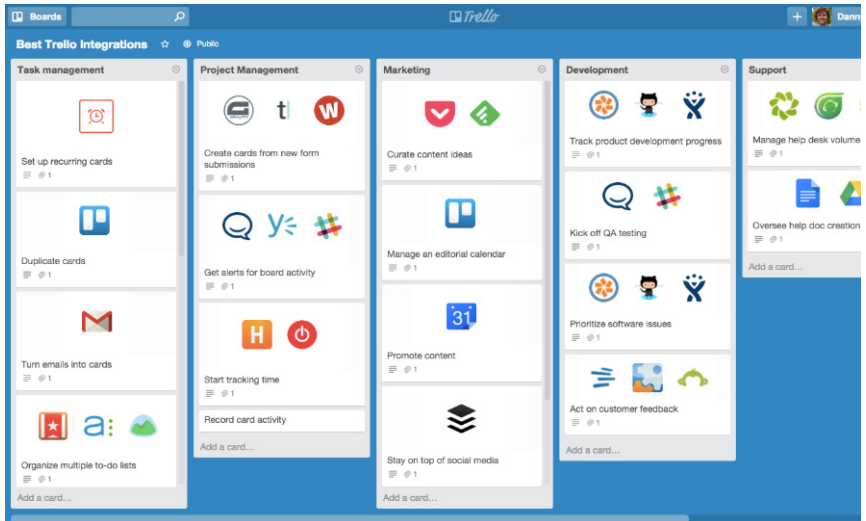 Boards
Trello
+
Danny
Best Trello Integrations
Public
Task management
Set up recurring cards
1
Duplicate cards
1
Turn emails into cards
1
a:
Organize multiple to-do lists
1
Add a card...
Project Management
t
W
Create cards from new form
submissions
1
Get alerts for board activity
1
H
Start tracking time
1
Record card activity
Add a card...
Marketing
Curate content ideas
1
Manage an editorial calendar
1
31
Promote content
1
Stay on top of social media
1
Add a card...
Development
Track product development progress
1
Kick off QA testing
1
Prioritize software issues
1
Act on customer feedback
1
Add a card...
Support
Manage help desk volume
1
Oversee help doc creation
1
Add a card...